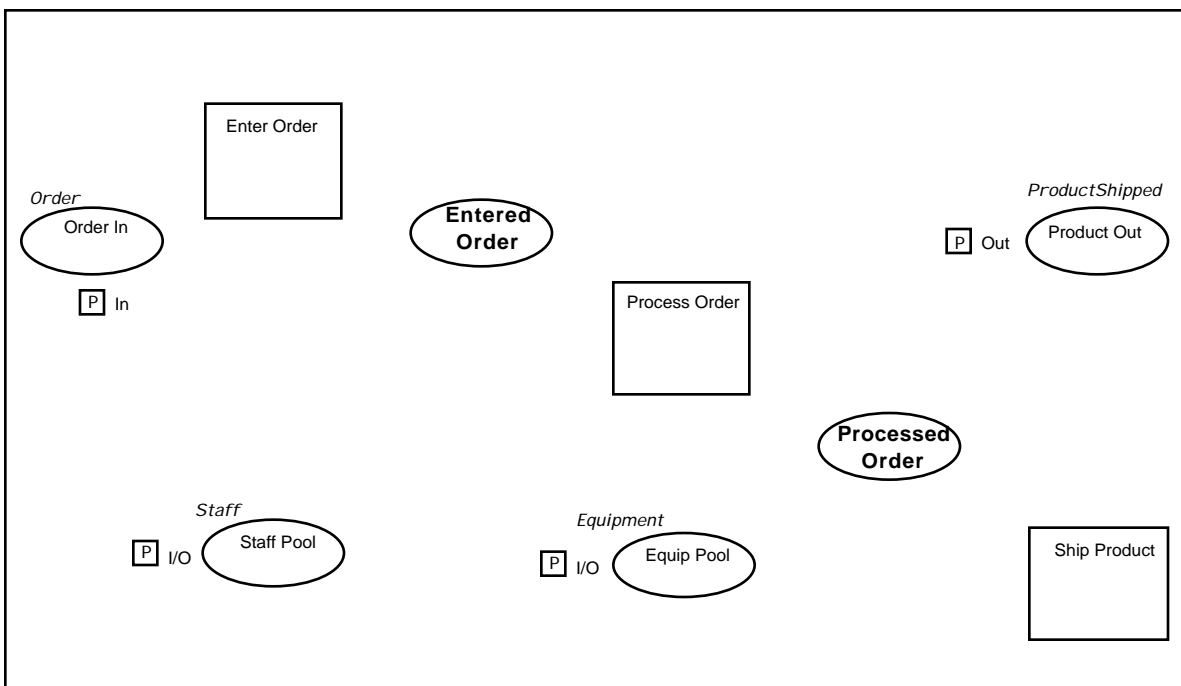 Enter Order
Order
Order In
P In
Entered
Order
ProductShipped
Product Out
P Out
Process Order
Processed
Order
Staff
Staff Pool
P I/O
Equipment
Equip Pool
P I/O
Ship Product